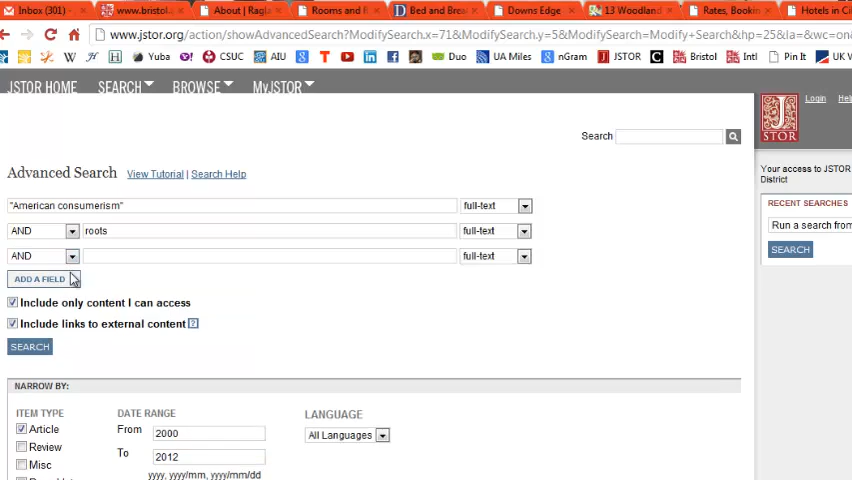 Inbox (301) www.bristol About | Ragla Rooms and R Bed and Brea Downs Edge 13 Woodland Rates, Bookin Hotels in Ci
www.jstor.org/action/showAdvancedSearch?ModifySearch.x=71&ModifySearch.y=5&ModifySearch=Modify+Search&hp=25&la=&wc=on
W H Yuba Y! CSUC AIU 8 T Duo UA Miles nGram JSTOR C Bristol Intl Pin It UK V
JSTOR HOME SEARCH BROWSE MyJSTOR
Login Hel
JSTOR
Search
Your access to JSTOR
District
Advanced Search View Tutorial | Search Help
RECENT SEARCHES
"American consumerism" full-text
Run a search from
AND roots full-text
SEARCH
AND full-text
ADD A FIELD
Include only content I can access
Include links to external content ?
SEARCH
NARROW BY:
ITEM TYPE DATE RANGE LANGUAGE
Article From 2000 All Languages
Review
To 2012
Misc
yyyy, yyyy/mm, yyyy/mm/dd